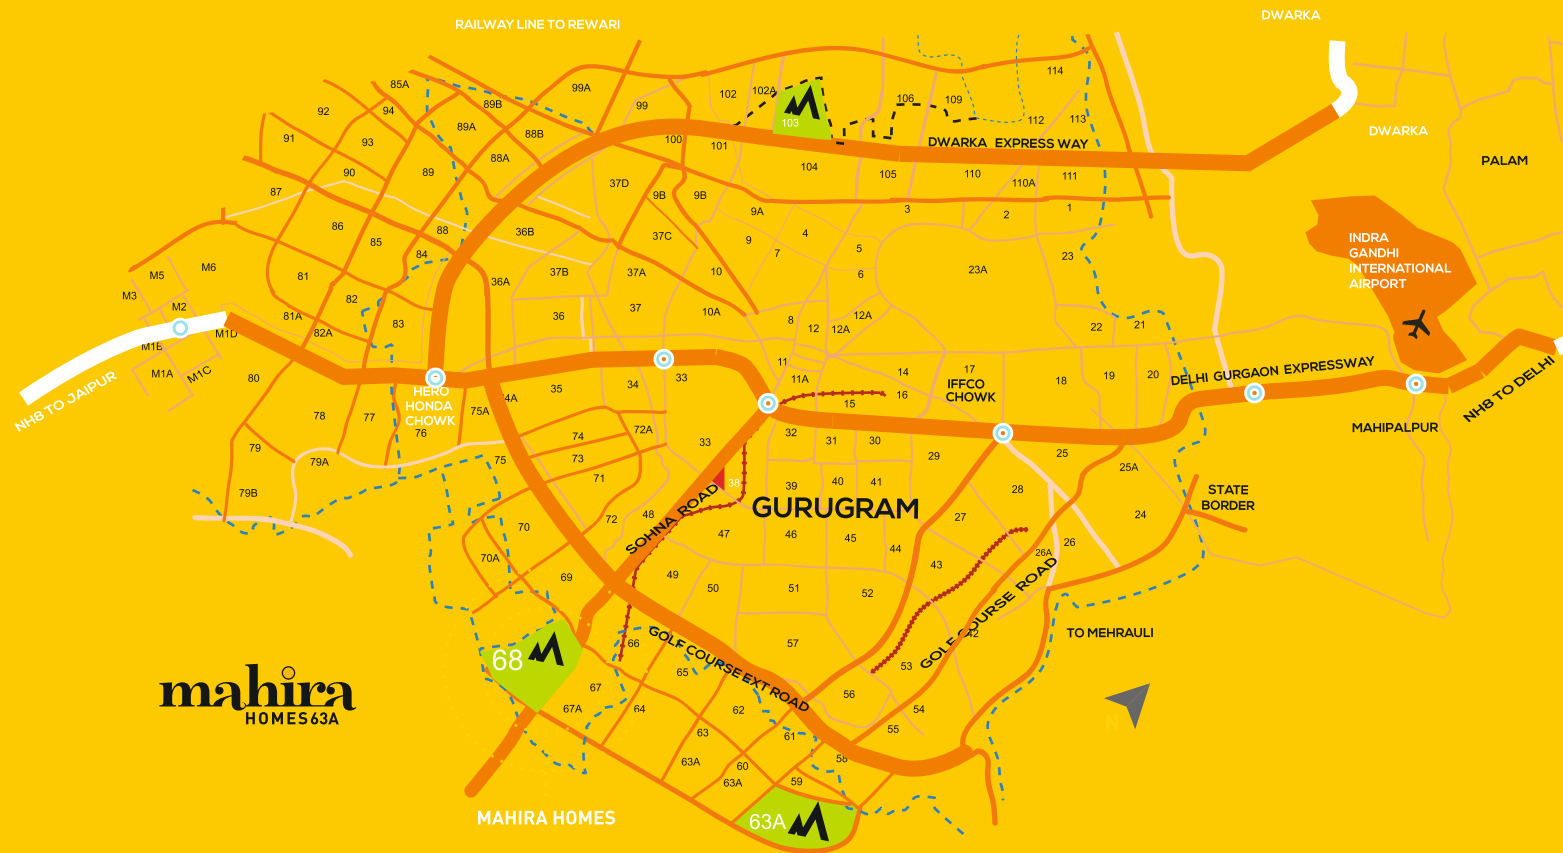 DWARKA
RAILWAY LINE TO REWARI
114
85A
99A
102
102A
106
109
92
94
89B
99
103
112
113
91
93
89A
88B
100
101
DWARKA EXPRESS WAY
DWARKA
90
89
88A
104
105
110
110A
111
PALAM
87
37D
9B
9B
9A
3
2
1
86
85
88
36B
37C
9
4
7
5
INDRA
GANDHI
INTERNATIONAL
AIRPORT
84
23
M5
M6
81
36A
37B
37A
10
6
23A
M3
82
M2
81A
83
36
37
10A
8
12
12A
12A
22
21
M1D
82A
M1B
M1A
M1C
80
33
11
11A
14
17
18
19
20
DELHI GURGAON EXPRESSWAY
NH8 TO JAIPUR
HERO
HONDA
CHOWK
35
34
IFFCO
CHOWK
16
15
NH8 TO DELHI
4A
75A
78
77
76
MAHIPALPUR
74
72A
33
32
31
30
79
79A
75
73
29
25
25A
71
38
39
40
41
28
79B
GURUGRAM
STATE
BORDER
48
SOHNA ROAD
72
70
47
46
45
44
27
24
26
26A
70A
69
49
50
51
52
43
GOLF COURSE ROAD
42
TO MEHRAULI
66
GOLF COURSE EXT ROAD
57
68
65
53
67
67A
64
62
56
54
mahira
HOMES63A
63
61
55
N
63A
60
58
63A
59
MAHIRA HOMES
63A